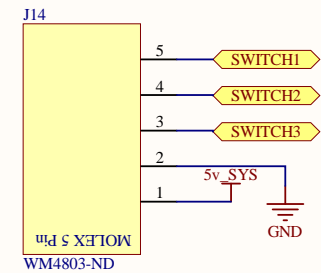 J14
5
SWITCH1
4
SWITCH2
3
SWITCH3
2
5v_SYS
1
GND
MOLEX 5 Pin
WM4803-ND